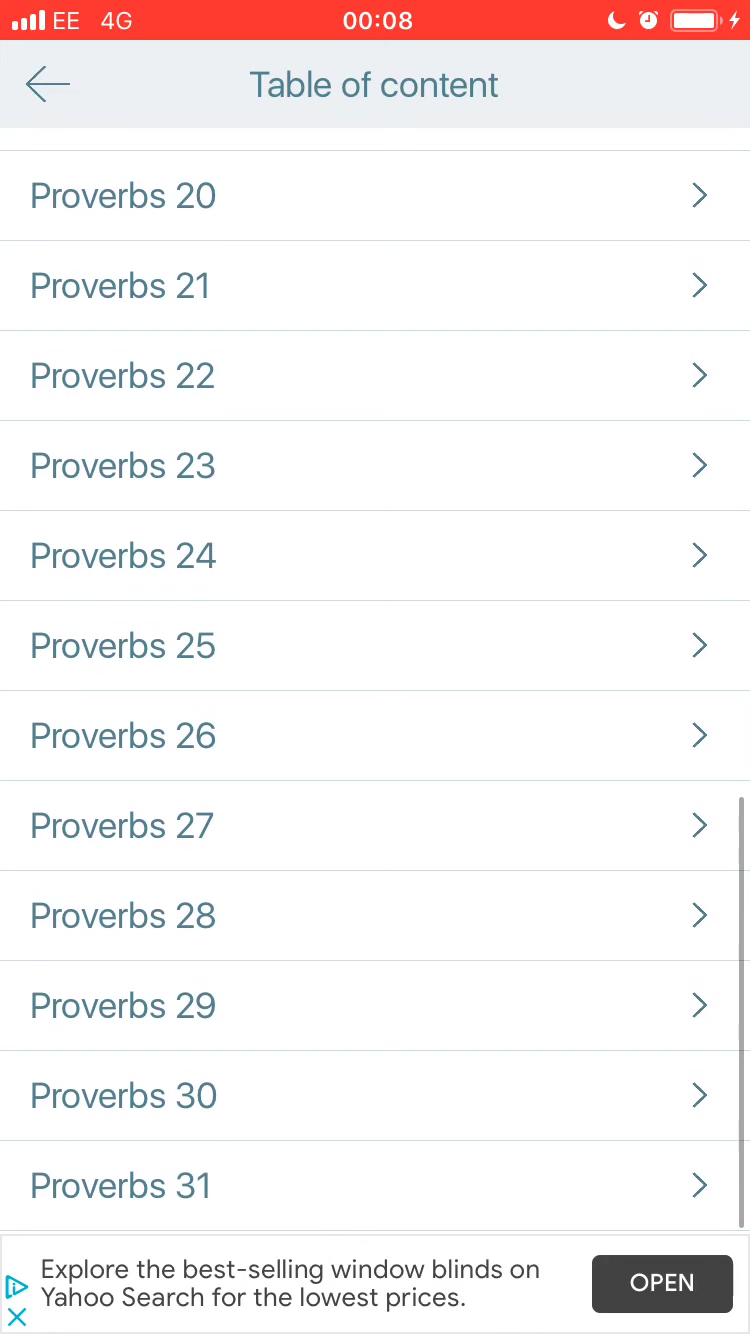 EE 4G 00:08
Table of content
Proverbs 20
Proverbs 21
Proverbs 22
Proverbs 23
Proverbs 24
Proverbs 25
Proverbs 26
Proverbs 27
Proverbs 28
Proverbs 29
Proverbs 30
Proverbs 31
Explore the best-selling window blinds on
Yahoo Search for the lowest prices.
OPEN